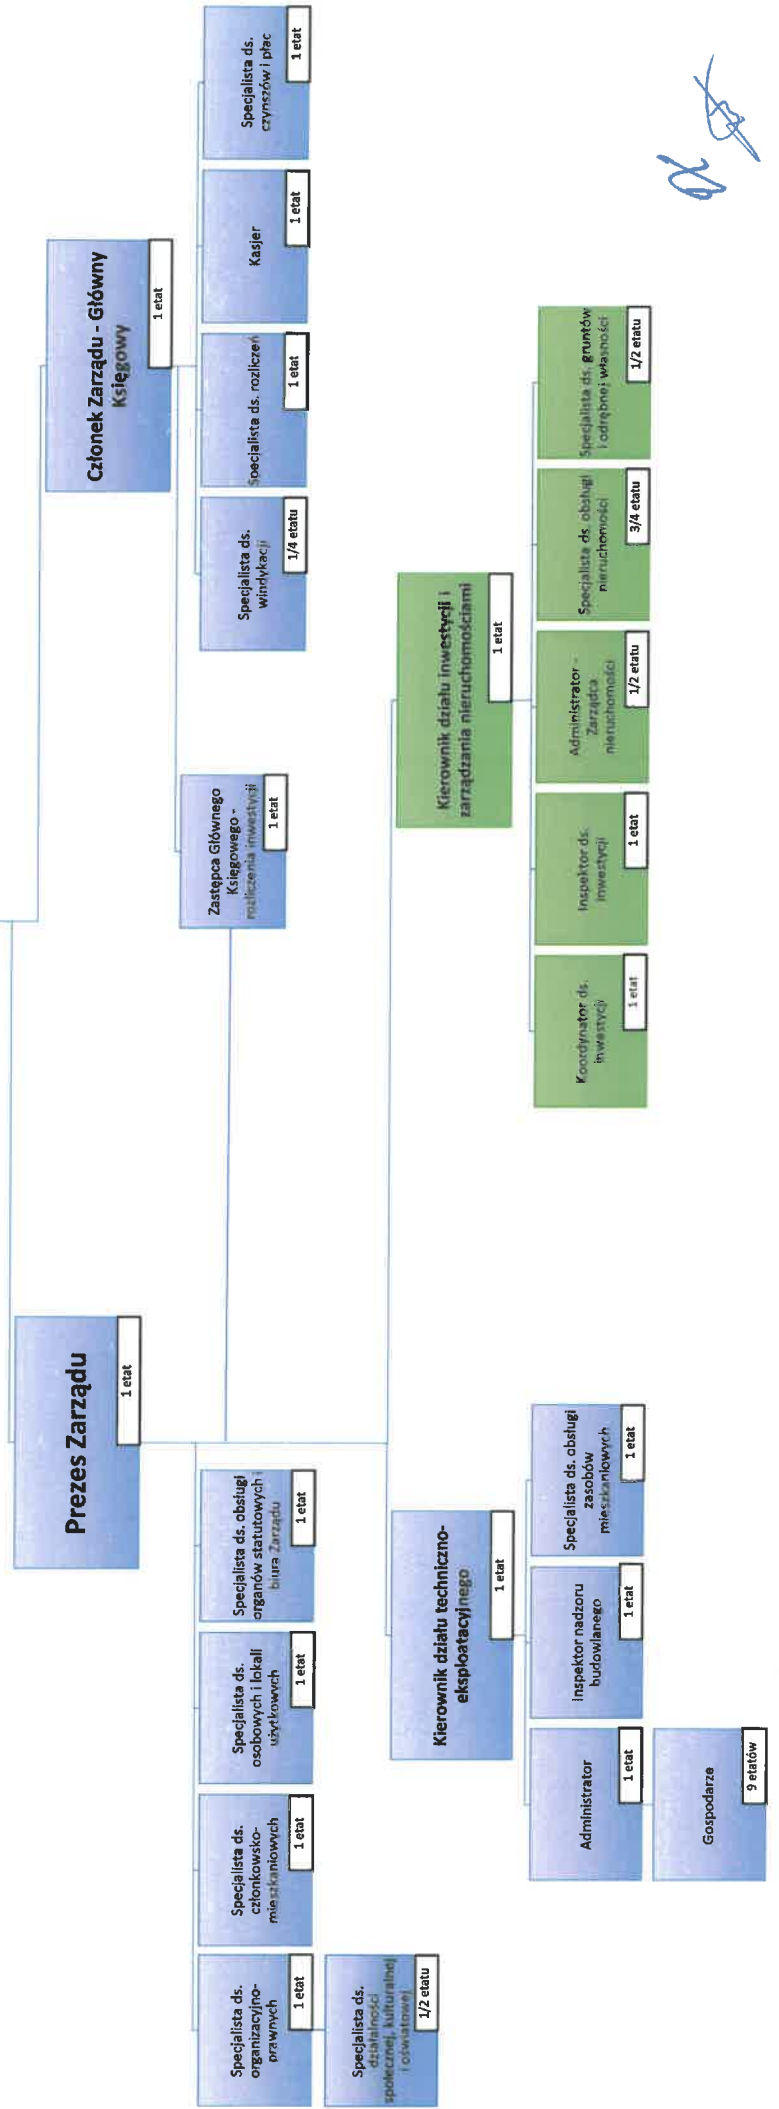 Prezes Zarządu
1 etat
Członek Zarządu - Główny
Księgowy
1 etat
Zastępca Głównego
Księgowego -
rozliczenia inwestycji
1 etat
Specjalista ds.
windykacji
1/4 etatu
Specjalista ds. rozliczeń
1 etat
Kasjer
1 etat
Specjalista ds.
czynszów i płac
1 etat
Specjalista ds.
organizacyjno-
prawnych
1 etat
Specjalista ds.
członkowsko-
mieszkaniowych
1 etat
Specjalista ds.
osobowych i lokali
użytkowych
1 etat
Specjalista ds. obsługi
organów statutowych i
biura Zarządu
1 etat
Specjalista ds.
działalności
społecznej, kulturalnej
i oświatowej
1/2 etatu
Kierownik działu techniczno-
eksploatacyjnego
1 etat
Kierownik działu inwestycji i
zarządzania nieruchomościami
1 etat
Administrator
1 etat
Inspektor nadzoru
budowlanego
1 etat
Specjalista ds. obsługi
zasobów
mieszkaniowych
1 etat
Gospodarze
9 etatów
Koordynator ds.
inwestycji
1 etat
Inspektor ds.
inwestycji
1 etat
Administrator -
Zarządca
nieruchomości
1/2 etatu
Specjalista ds. obsługi
nieruchomości
3/4 etatu
Specjalista ds. gruntów
i odrębnej własności
1/2 etatu